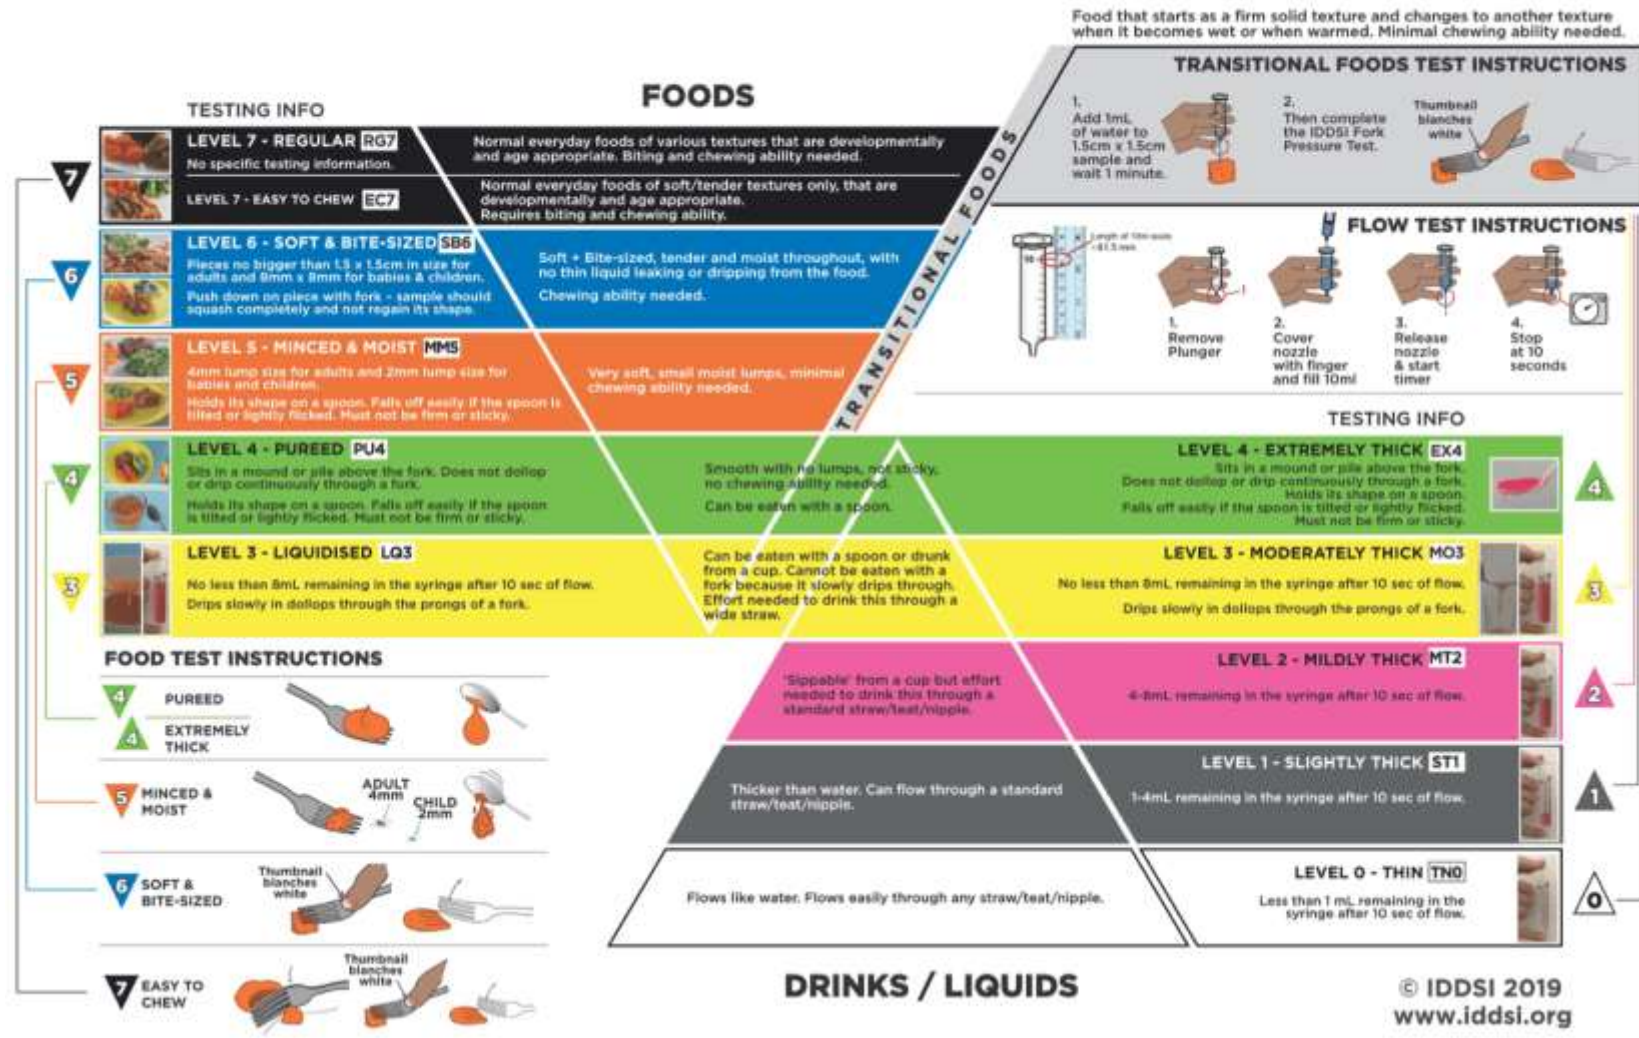 Food that starts as a firm solid texture and changes to another texture
when it becomes wet or when warmed. Minimal chewing ability needed.
TRANSITIONAL FOODS TEST INSTRUCTIONS
1.
Add 1mL
of water to
1.5cm x 1.5cm
sample and
wait 1 minute.
2.
Then complete
the IDDSI Fork
Pressure Test.
Thumbnail
blanches
white
FOODS
TESTING INFO
7
LEVEL 7 - REGULAR RG7
No specific testing information.
Normal everyday foods of various textures that are developmentally
and age appropriate. Biting and chewing ability needed.
LEVEL 7 - EASY TO CHEW EC7
Normal everyday foods of soft/tender textures only, that are
developmentally and age appropriate.
Requires biting and chewing ability.
6
LEVEL 6 - SOFT & BITE-SIZED SB6
Pieces no bigger than 1.5 x 1.5cm in size for
adults and 8mm x 8mm for babies & children.
Push down on piece with fork - sample should
squash completely and not regain its shape.
Soft + Bite-sized, tender and moist throughout, with
no thin liquid leaking or dripping from the food.
Chewing ability needed.
5
LEVEL 5 - MINCED & MOIST MM5
4mm lump size for adults and 2mm lump size for
babies and children.
Holds its shape on a spoon. Falls off easily if the spoon is
tilted or lightly flicked. Must not be firm or sticky.
Very soft, small moist lumps, minimal
chewing ability needed.
TRANSITIONAL FOODS
FLOW TEST INSTRUCTIONS
10
1.
Remove
Plunger
2.
Cover
nozzle
with finger
and fill 10ml
3.
Release
nozzle
& start
timer
4.
Stop
at 10
seconds
TESTING INFO
4
LEVEL 4 - PUREED PU4
Sits in a mound or pile above the fork. Does not dollop
or drip continuously through a fork.
Holds its shape on a spoon. Falls off easily if the spoon
is tilted or lightly flicked. Must not be firm or sticky.
Smooth with no lumps, not sticky,
no chewing ability needed.
Can be eaten with a spoon.
LEVEL 4 - EXTREMELY THICK EX4
Sits in a mound or pile above the fork.
Does not dollop or drip continuously through a fork.
Holds its shape on a spoon.
Falls off easily if the spoon is tilted or lightly flicked.
Must not be firm or sticky.
4
3
LEVEL 3 - LIQUIDISED LQ3
No less than 8mL remaining in the syringe after 10 sec of flow.
Drips slowly in dollops through the prongs of a fork.
Can be eaten with a spoon or drunk
from a cup. Cannot be eaten with a
fork because it slowly drips through.
Effort needed to drink this through a
wide straw.
LEVEL 3 - MODERATELY THICK MO3
No less than 8mL remaining in the syringe after 10 sec of flow.
Drips slowly in dollops through the prongs of a fork.
3
'Sippable' from a cup but effort
needed to drink this through a
standard straw/teat/nipple.
LEVEL 2 - MILDLY THICK MT2
4-8mL remaining in the syringe after 10 sec of flow.
2
Thicker than water. Can flow through a standard
straw/teat/nipple.
LEVEL 1 - SLIGHTLY THICK ST1
1-4mL remaining in the syringe after 10 sec of flow.
1
Flows like water. Flows easily through any straw/teat/nipple.
LEVEL 0 - THIN TN0
Less than 1 mL remaining in the
syringe after 10 sec of flow.
0
FOOD TEST INSTRUCTIONS
4
PUREED
4
EXTREMELY
THICK
5
MINCED &
MOIST
ADULT
4mm
CHILD
2mm
6
SOFT &
BITE-SIZED
Thumbnail
blanches
white
7
EASY TO
CHEW
Thumbnail
blanches
white
DRINKS / LIQUIDS
© IDDSI 2019
www.iddsi.org